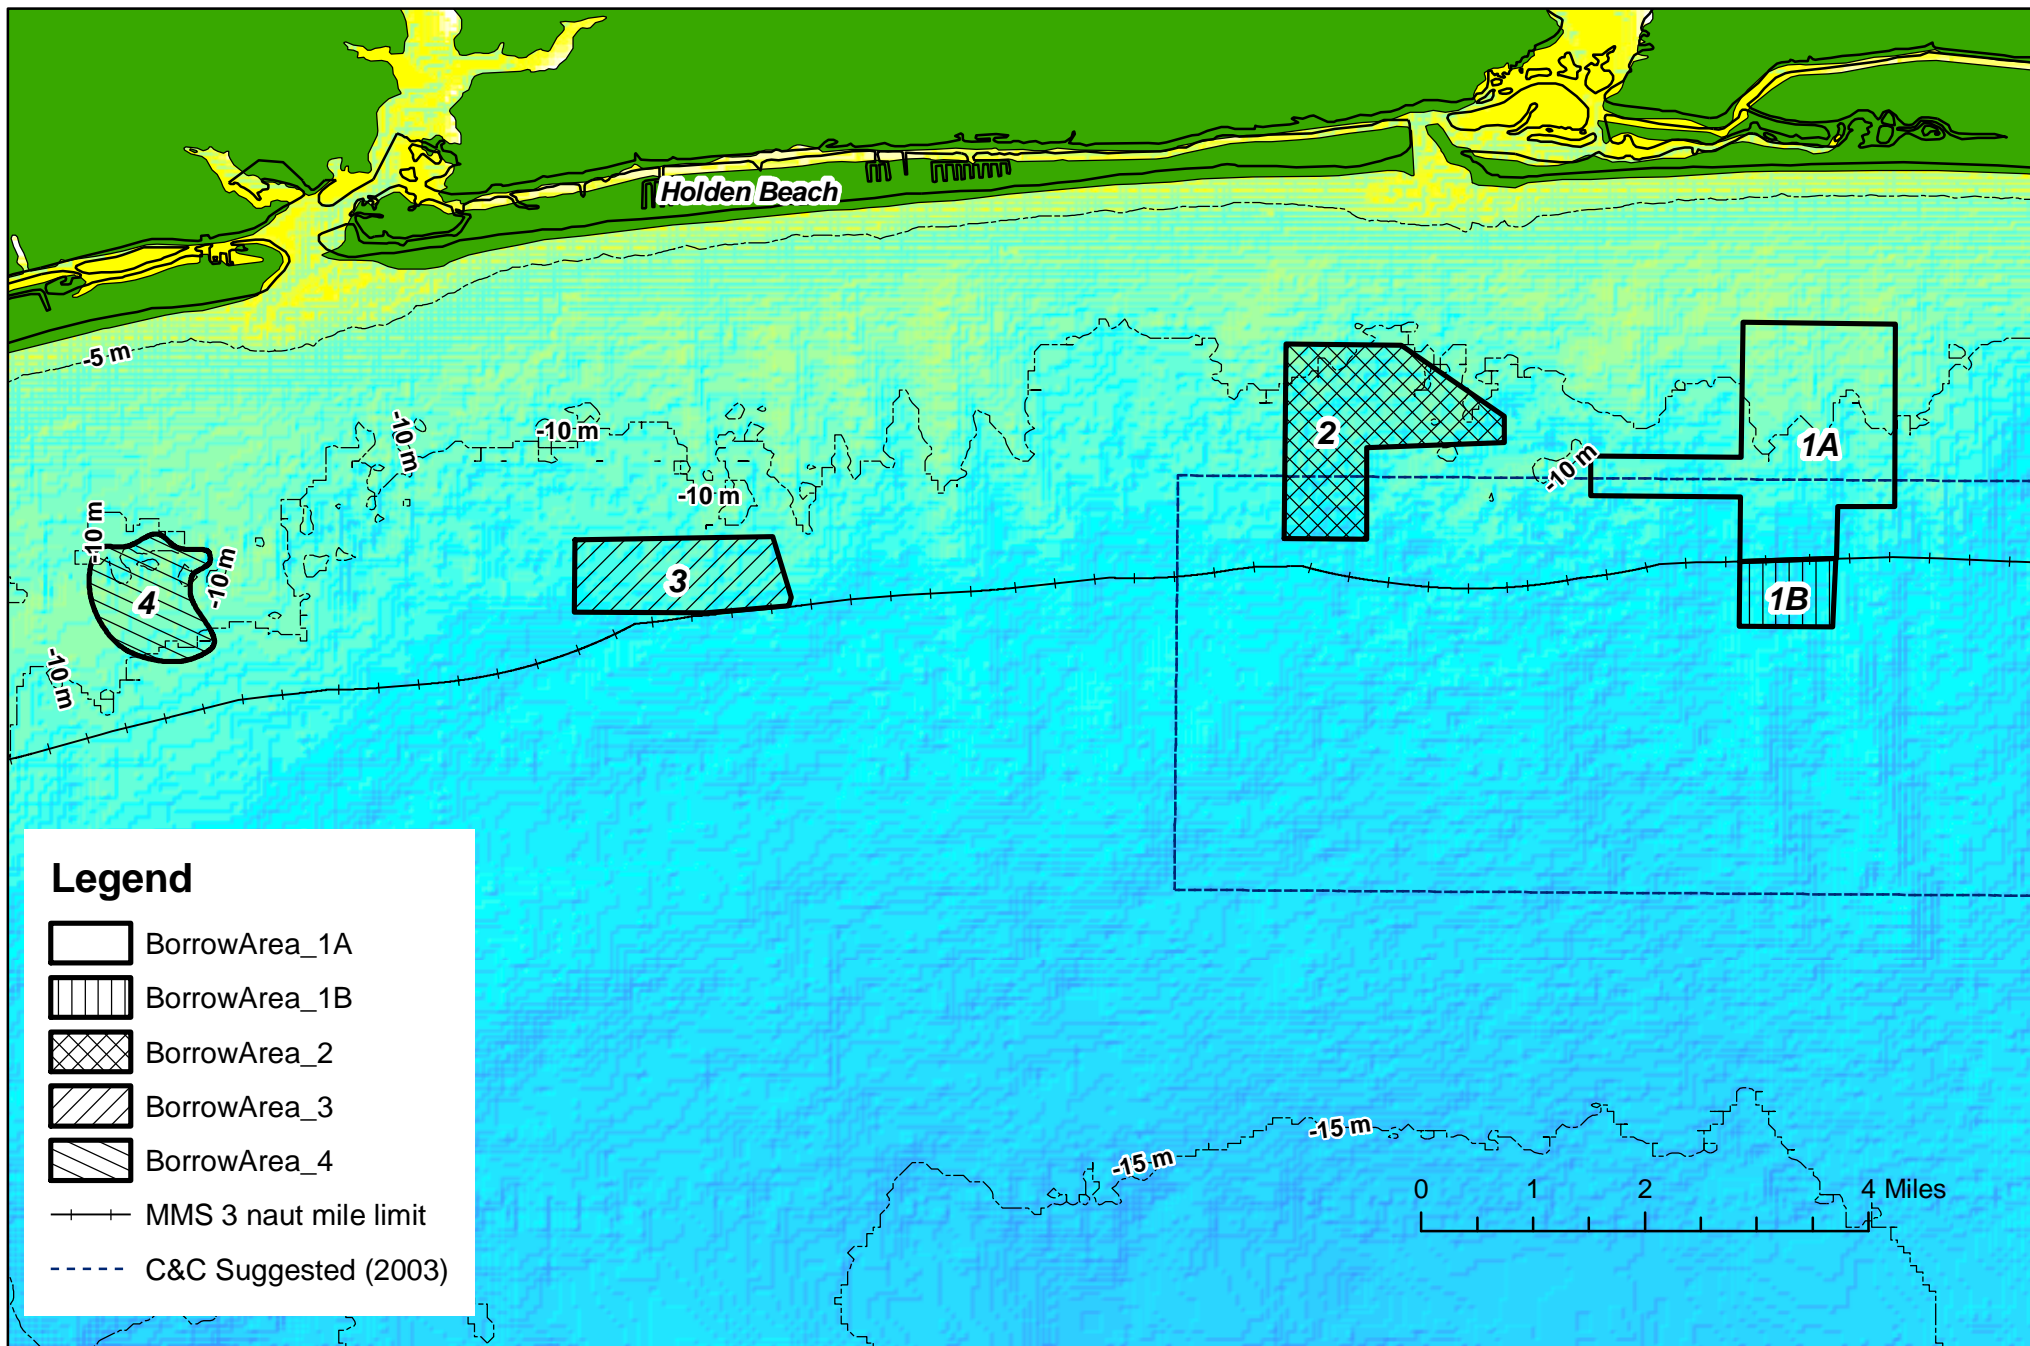 Holden Beach
-5 m
-10 m
-10 m
-10 m
-10 m
-10 m
-10 m
-10 m
2
1A
3
4
1B
Legend
BorrowArea_1A
BorrowArea_1B
BorrowArea_2
BorrowArea_3
BorrowArea_4
MMS 3 naut mile limit
C&C Suggested (2003)
-15 m
-15 m
0 1 2 4 Miles